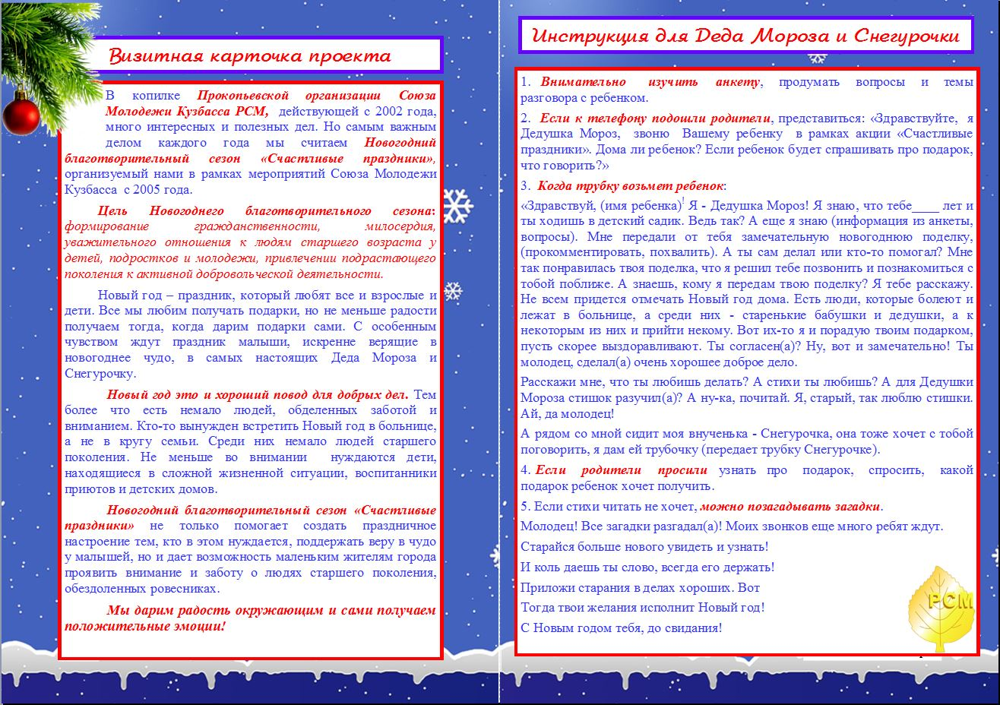 Визитная карточка проекта
В копилке Прокопьевской организации Союза
Молодежи Кузбасса РСМ, действующей с 2002 года,
много интересных и полезных дел. Но самым важным
делом каждого года мы считаем Новогодний
благотворительный сезон «Счастливые праздники»,
организуемый нами в рамках мероприятий Союза Молодежи
Кузбасса с 2005 года.
Цель Новогоднего благотворительного сезона:
формирование гражданственности, милосердия,
уважительного отношения к людям старшего возраста у
детей, подростков и молодежи, привлечении подрастающего
поколения к активной добровольческой деятельности.
Новый год – праздник, который любят все и взрослые и
дети. Все мы любим получать подарки, но не меньше радости
получаем тогда, когда дарим подарки сами. С особенным
чувством ждут праздник малыши, искренне верящие в
новогоднее чудо, в самых настоящих Деда Мороза и
Снегурочку.
Новый год это и хороший повод для добрых дел. Тем
более что есть немало людей, обделенных заботой и
вниманием. Кто-то вынужден встретить Новый год в больнице,
а не в кругу семьи. Среди них немало людей старшего
поколения. Не меньше во внимании нуждаются дети,
находящиеся в сложной жизненной ситуации, воспитанники
приютов и детских домов.
Новогодний благотворительный сезон «Счастливые
праздники» не только помогает создать праздничное
настроение тем, кто в этом нуждается, поддержать веру в чудо
у малышей, но и дает возможность маленьким жителям города
проявить внимание и заботу о людях старшего поколения,
обездоленных ровесниках.
Мы дарим радость окружающим и сами получаем
положительные эмоции!
Инструкция для Деда Мороза и Снегурочки
1. Внимательно изучить анкету, продумать вопросы и темы
разговора с ребенком.
2. Если к телефону подошли родители, представиться: «Здравствуйте, я
Дедушка Мороз, звоню Вашему ребенку в рамках акции «Счастливые
праздники». Дома ли ребенок? Если ребенок будет спрашивать про подарок,
что говорить?»
3. Когда трубку возьмет ребенок:
«Здравствуй, (имя ребенка)! Я - Дедушка Мороз! Я знаю, что тебе____ лет и
ты ходишь в детский садик. Ведь так? А еще я знаю (информация из анкеты,
вопросы). Мне передали от тебя замечательную новогоднюю поделку,
(прокомментировать, похвалить). А ты сам делал или кто-то помогал? Мне
так понравилась твоя поделка, что я решил тебе позвонить и познакомиться с
тобой поближе. А знаешь, кому я передам твою поделку? Я тебе расскажу.
Не всем придется отмечать Новый год дома. Есть люди, которые болеют и
лежат в больнице, а среди них - старенькие бабушки и дедушки, а к
некоторым из них и прийти некому. Вот их-то я и порадую твоим подарком,
пусть скорее выздоравливают. Ты согласен(а)? Ну, вот и замечательно! Ты
молодец, сделал(а) очень хорошее доброе дело.
Расскажи мне, что ты любишь делать? А стихи ты любишь? А для Дедушки
Мороза стишок разучил(а)? А ну-ка, почитай. Я, старый, так люблю стишки.
Ай, да молодец!
А рядом со мной сидит моя внученька - Снегурочка, она тоже хочет с тобой
поговорить, я дам ей трубочку (передает трубку Снегурочке).
4. Если родители просили узнать про подарок, спросить, какой
подарок ребенок хочет получить.
5. Если стихи читать не хочет, можно позагадывать загадки.
Молодец! Все загадки разгадал(а)! Моих звонков еще много ребят ждут.
Старайся больше нового увидеть и узнать!
И коль даешь ты слово, всегда его держать!
Приложи старания в делах хороших. Вот
Тогда твои желания исполнит Новый год!
С Новым годом тебя, до свидания!
РСМ